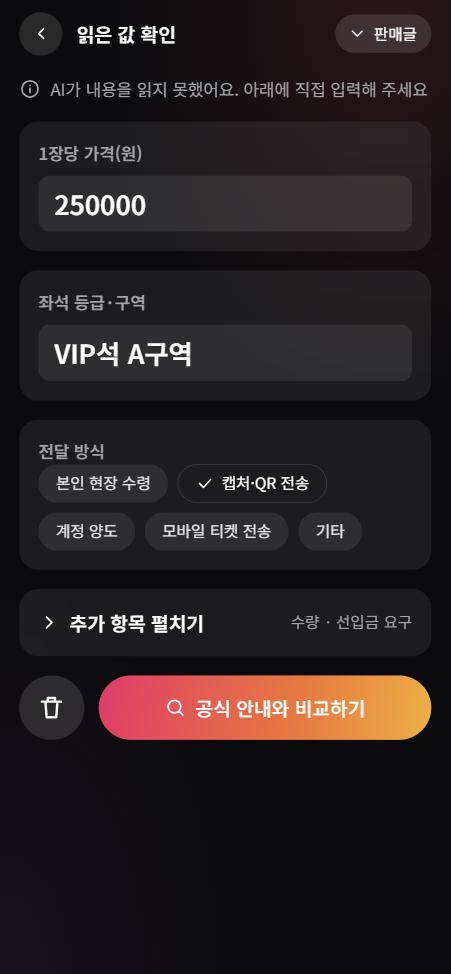 읽은 값 확인
판매글
AI가 내용을 읽지 못했어요. 아래에 직접 입력해 주세요
1장당 가격(원)
250000
좌석 등급·구역
VIP석 A구역
전달 방식
본인 현장 수령
캡처·QR 전송
계정 양도
모바일 티켓 전송
기타
추가 항목 펼치기
수량 · 선입금 요구
공식 안내와 비교하기